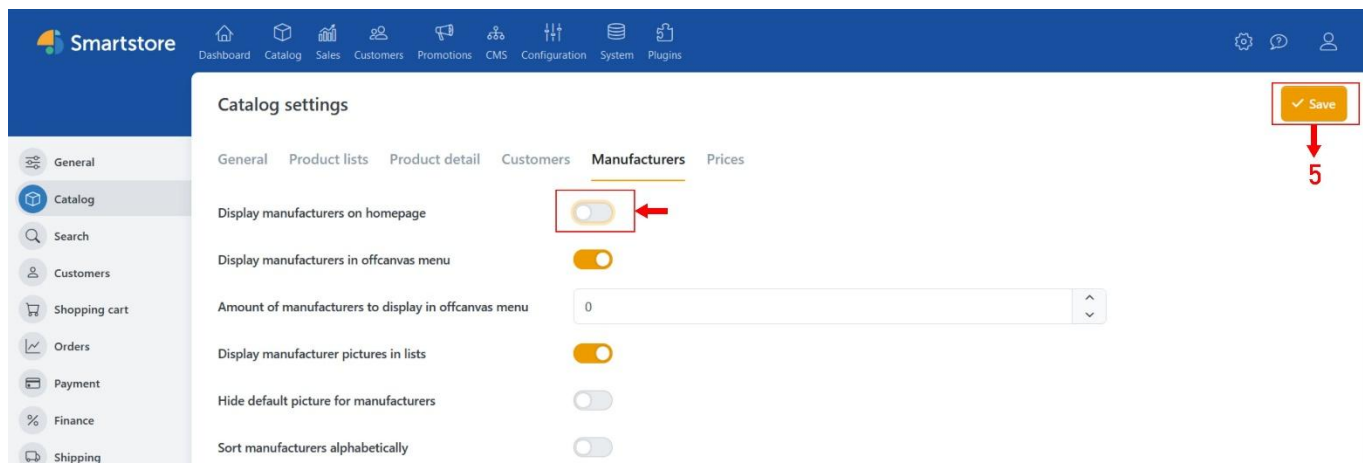 Smartstore
Dashboard Catalog Sales Customers Promotions CMS Configuration System Plugins
Catalog settings
Save
5
General
Catalog
Search
Customers
Shopping cart
Orders
Payment
Finance
Shipping
General Product lists Product detail Customers Manufacturers Prices
Display manufacturers on homepage
Display manufacturers in offcanvas menu
Amount of manufacturers to display in offcanvas menu 0
Display manufacturer pictures in lists
Hide default picture for manufacturers
Sort manufacturers alphabetically